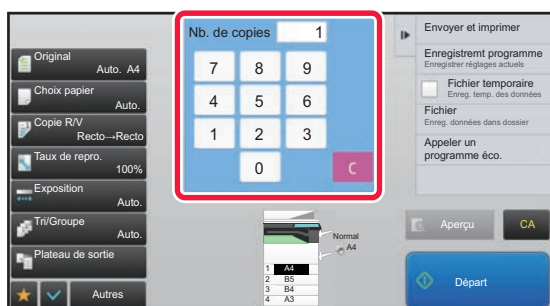 Nb. de copies 1
Original
Auto. A4
Choix papier
Auto.
Copie R/V
Recto→Recto
Taux de repro.
100%
Exposition
Auto.
Tri/Groupe
Auto.
Plateau de sortie
Autres
7 8 9
4 5 6
1 2 3
0 C
Normal
A4
1 A4
2 B5
3 B4
4 A3
Envoyer et imprimer
Enregistremt programme
Enregistrer réglages actuels
Fichier temporaire
Enreg. temp. des données
Fichier
Enreg. données dans dossier
Appeler un
programme éco.
Aperçu
CA
Départ